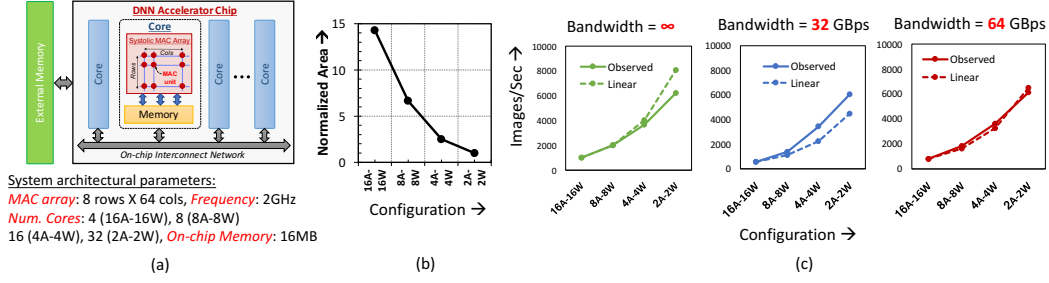 DNN Accelerator Chip
External Memory
Core
Core
Systolic MAC Array
Cols
Rows
MAC
unit
Memory
Core
Core
On-chip Interconnect Network
System architectural parameters:
MAC array: 8 rows X 64 cols, Frequency: 2GHz
Num. Cores: 4 (16A-16W), 8 (8A-8W)
16 (4A-4W), 32 (2A-2W), On-chip Memory: 16MB
(a)
Normalized Area →
15
10
5
0
16A-
16W
8A-
8W
4A-
4W
2A-
2W
Configuration →
(b)
Images/Sec →
Bandwidth = ∞
10000
8000
6000
4000
2000
0
Observed
Linear
16A-16W
8A-8W
4A-4W
2A-2W
Bandwidth = 32 GBps
10000
8000
6000
4000
2000
0
Observed
Linear
16A-16W
8A-8W
4A-4W
2A-2W
Bandwidth = 64 GBps
10000
8000
6000
4000
2000
0
Observed
Linear
16A-16W
8A-8W
4A-4W
2A-2W
Configuration →
(c)